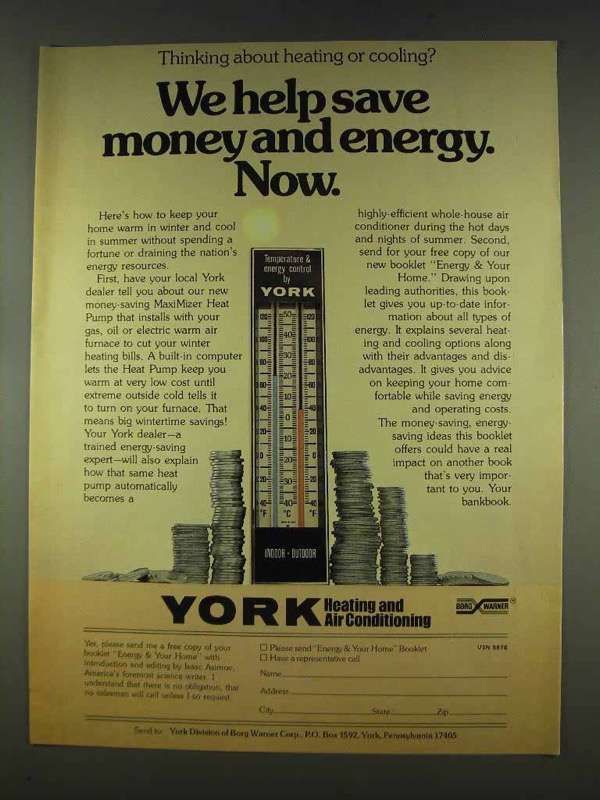 Thinking about heating or cooling?
We help save
money and energy.
Now.
Here's how to keep your
home warm in winter and cool
in summer without spending a
fortune or draining the nation's
energy resources.
First, have your local York
dealer tell you about our new
money-saving MaxiMizer Heat
Pump that installs with your
gas, oil or electric warm air
furnace to cut your winter
heating bills. A built-in computer
lets the Heat Pump keep you
warm at very low cost until
extreme outside cold tells it
to turn on your furnace. That
means big wintertime savings!
Your York dealer—a
trained energy-saving
expert—will also explain
how that same heat
pump automatically
becomes a
highly-efficient whole-house air
conditioner during the hot days
and nights of summer. Second,
send for your free copy of our
new booklet "Energy & Your
Home." Drawing upon
leading authorities, this book-
let gives you up-to-date infor-
mation about all types of
energy. It explains several heat-
ing and cooling options along
with their advantages and dis-
advantages. It gives you advice
on keeping your home com-
fortable while saving energy
and operating costs.
The money-saving, energy-
saving ideas this booklet
offers could have a real
impact on another book
that's very impor-
tant to you. Your
bankbook.
Temperature &
energy control
by
YORK
°F °C °F
INDOOR - OUTDOOR
YORK Heating and
Air Conditioning
BORG WARNER
Yes, please send me a free copy of your
booklet "Energy & Your Home" with
introduction and editing by Isaac Asimov,
America's foremost science writer. I
understand that there is no obligation, that
no salesman will call unless I so request.
☐ Please send "Energy & Your Home" Booklet
☐ Have a representative call
Name
Address
City State Zip
Send to: York Division of Borg Warner Corp., P.O. Box 1592, York, Pennsylvania 17405